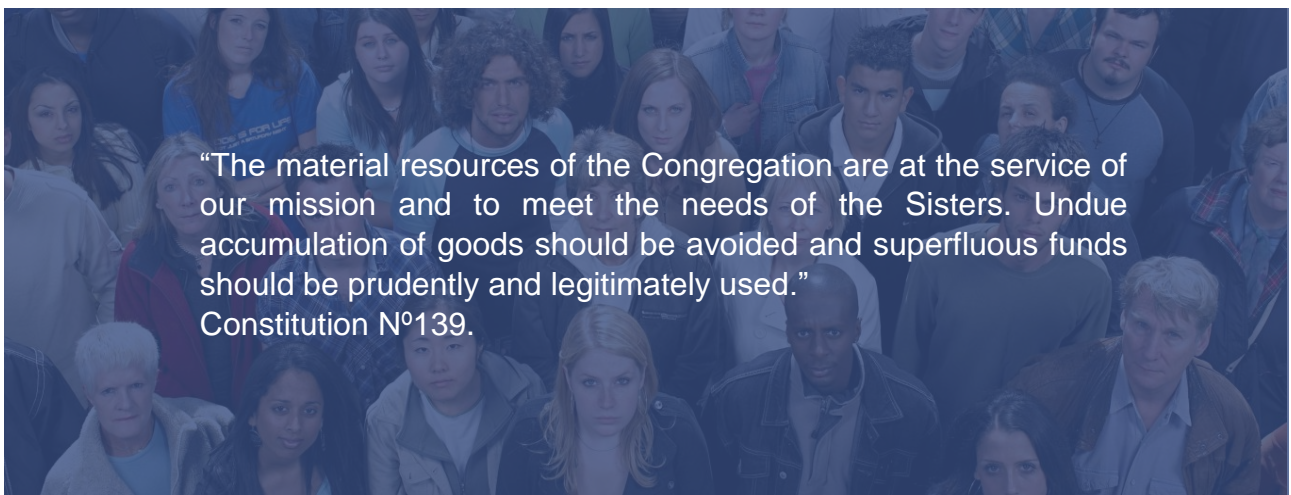 “The material resources of the Congregation are at the service of
our mission and to meet the needs of the Sisters. Undue
accumulation of goods should be avoided and superfluous funds
should be prudently and legitimately used.”
Constitution Nº139.